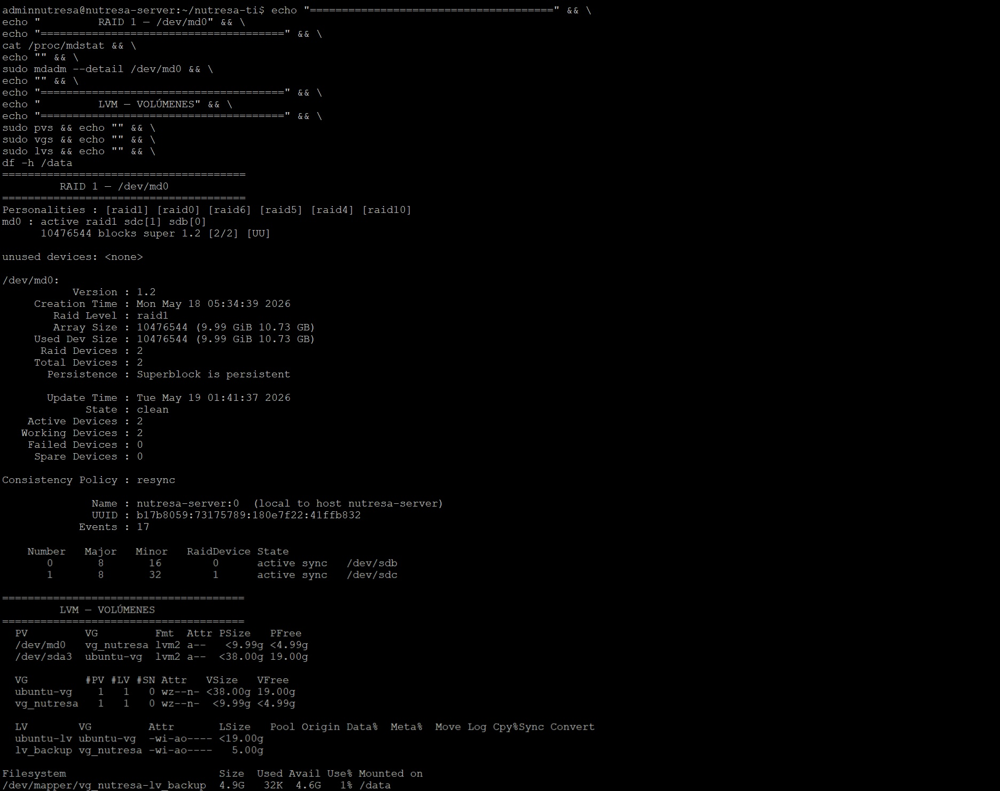 adminnutresa@nutresa-server:~/nutresa-ti$ echo "======================================" && \
echo "         RAID 1 — /dev/md0" && \
echo "======================================" && \
cat /proc/mdstat && \
echo "" && \
sudo mdadm --detail /dev/md0 && \
echo "" && \
echo "======================================" && \
echo "         LVM — VOLÚMENES" && \
echo "======================================" && \
sudo pvs && echo "" && \
sudo vgs && echo "" && \
sudo lvs && echo "" && \
df -h /data
======================================
         RAID 1 — /dev/md0
======================================
Personalities : [raid1] [raid0] [raid6] [raid5] [raid4] [raid10]
md0 : active raid1 sdc[1] sdb[0]
      10476544 blocks super 1.2 [2/2] [UU]

unused devices: <none>

/dev/md0:
           Version : 1.2
     Creation Time : Mon May 18 05:34:39 2026
        Raid Level : raid1
        Array Size : 10476544 (9.99 GiB 10.73 GB)
     Used Dev Size : 10476544 (9.99 GiB 10.73 GB)
      Raid Devices : 2
     Total Devices : 2
       Persistence : Superblock is persistent

       Update Time : Tue May 19 01:41:37 2026
             State : clean
    Active Devices : 2
   Working Devices : 2
    Failed Devices : 0
     Spare Devices : 0

Consistency Policy : resync

              Name : nutresa-server:0  (local to host nutresa-server)
              UUID : b17b8059:73175789:180e7f22:41ffb832
            Events : 17

    Number   Major   Minor   RaidDevice State
       0       8       16        0      active sync   /dev/sdb
       1       8       32        1      active sync   /dev/sdc

======================================
         LVM — VOLÚMENES
======================================
  PV         VG         Fmt  Attr PSize   PFree
  /dev/md0   vg_nutresa lvm2 a--   <9.99g <4.99g
  /dev/sda3  ubuntu-vg  lvm2 a--  <38.00g 19.00g

  VG         #PV #LV #SN Attr   VSize   VFree
  ubuntu-vg    1   1   0 wz--n- <38.00g 19.00g
  vg_nutresa   1   1   0 wz--n-  <9.99g <4.99g

  LV        VG         Attr       LSize   Pool Origin Data%  Meta%  Move Log Cpy%Sync Convert
  ubuntu-lv ubuntu-vg  -wi-ao---- <19.00g
  lv_backup vg_nutresa -wi-ao----   5.00g

Filesystem                        Size  Used Avail Use% Mounted on
/dev/mapper/vg_nutresa-lv_backup  4.9G   32K  4.6G   1% /data